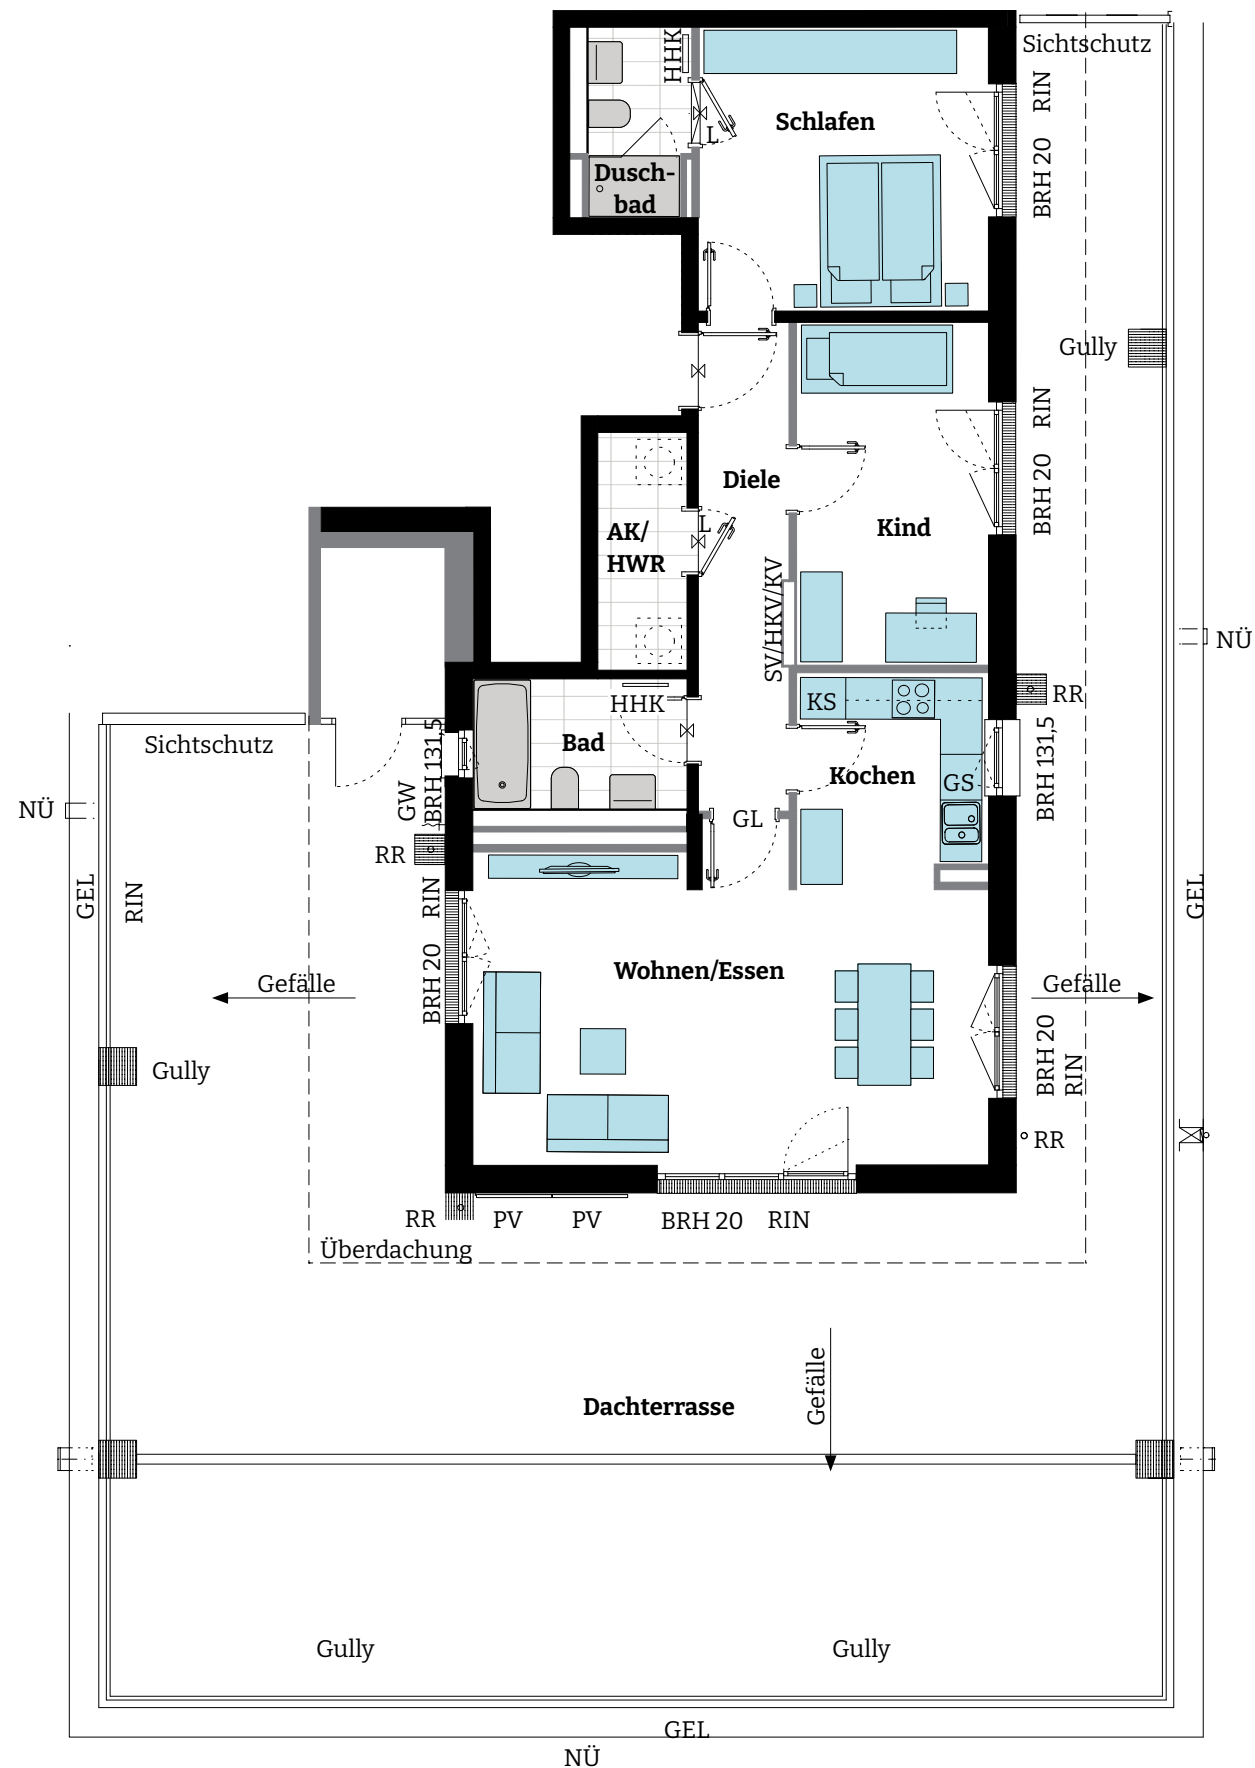 Sichtschutz
HHK
RIN
Schlafen
L
BRH 20
Dusch-
bad
Gully
RIN
Diele
BRH 20
L
Kind
AK/
HWR
SV/HKV/KV
NÜ
RR
KS
HHK
Sichtschutz
Bad
BRH 131,5
GW
BRH 131,5
Kochen
GS
NÜ
GL
RR
GEL
RIN
RIN
GEL
BRH 20
Wohnen/Essen
Gefälle
Gefälle
BRH 20
RIN
Gully
RR
RR
PV
PV
BRH 20
RIN
Überdachung
Gefälle
Dachterrasse
Gully
Gully
GEL
NÜ